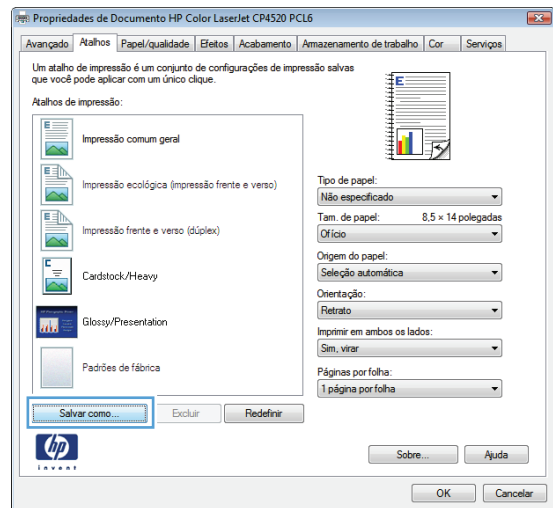 Propriedades de Documento HP Color LaserJet CP4520 PCL6
Avançado Atalhos Papel/qualidade Efeitos Acabamento Armazenamento de trabalho Cor Serviços
Um atalho de impressão é um conjunto de configurações de impressão salvas
que você pode aplicar com um único clique.
Atalhos de impressão:
Impressão comum geral
Impressão ecológica (impressão frente e verso)
Impressão frente e verso (dúplex)
Cardstock/Heavy
Glossy/Presentation
Padrões de fábrica
Salvar como... Excluir Redefinir
E
Tipo de papel:
Não especificado
Tam. de papel: 8,5 × 14 polegadas
Ofício
Origem do papel:
Seleção automática
Orientação:
Retrato
Imprimir em ambos os lados:
Sim, virar
Páginas por folha:
1 página por folha
hp
invent
Sobre... Ajuda
OK Cancelar